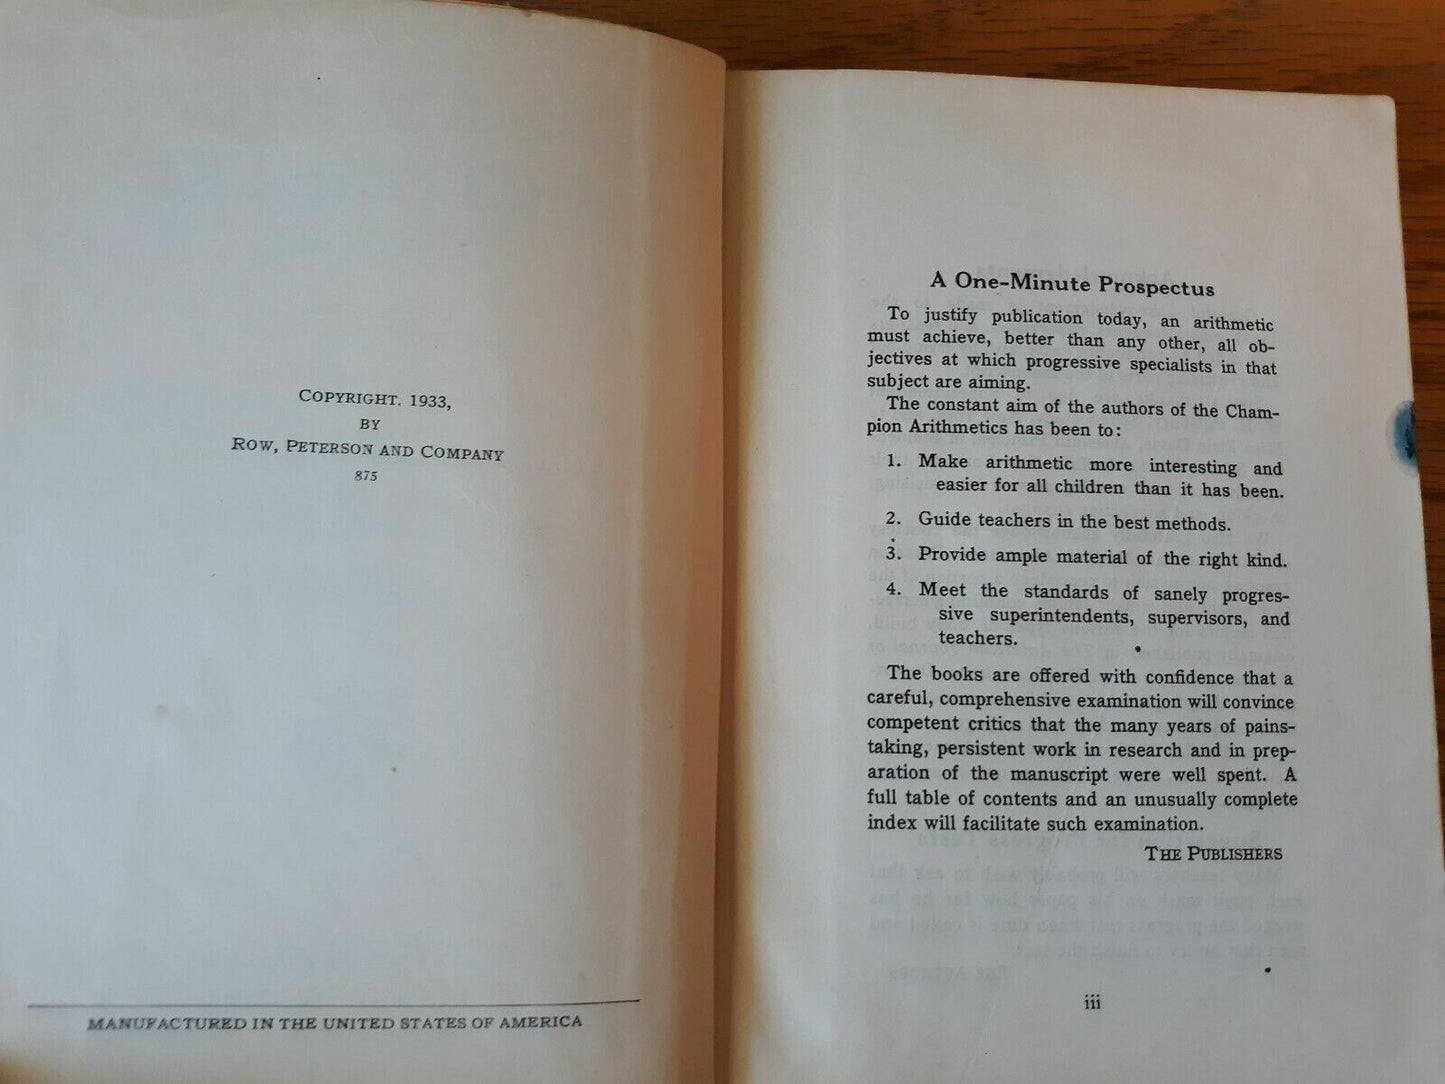 COPYRIGHT. 1933,
BY
ROW, PETERSON AND COMPANY
875
MANUFACTURED IN THE UNITED STATES OF AMERICA
A One-Minute Prospectus
To justify publication today, an arithmetic
must achieve, better than any other, all ob-
jectives at which progressive specialists in that
subject are aiming.
The constant aim of the authors of the Cham-
pion Arithmetics has been to:
1. Make arithmetic more interesting and
easier for all children than it has been.
2. Guide teachers in the best methods.
3. Provide ample material of the right kind.
4. Meet the standards of sanely progres-
sive superintendents, supervisors, and
teachers.
The books are offered with confidence that a
careful, comprehensive examination will convince
competent critics that the many years of pains-
taking, persistent work in research and in prep-
aration of the manuscript were well spent. A
full table of contents and an unusually complete
index will facilitate such examination.
THE PUBLISHERS
iii